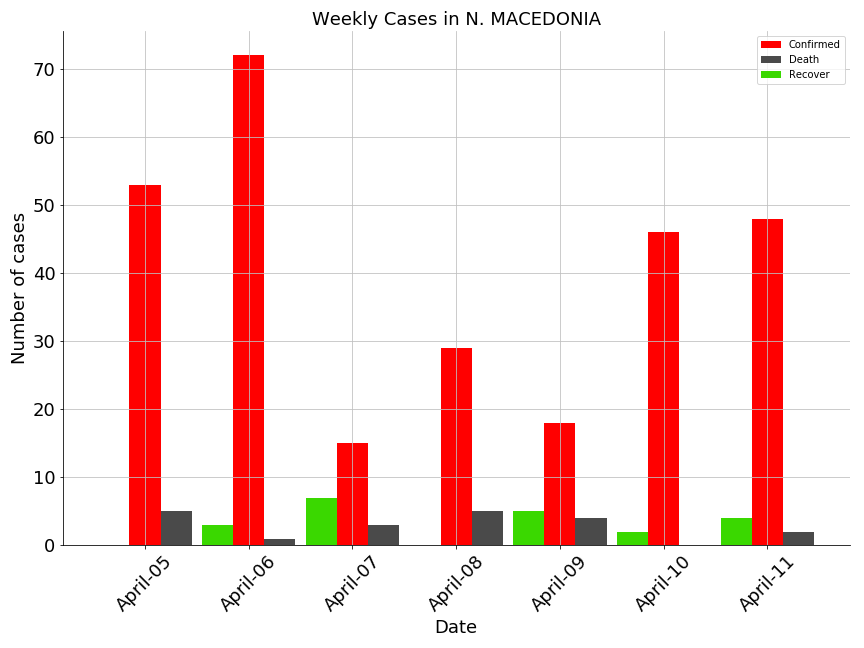 Weekly Cases in N. MACEDONIA
Confirmed
Death
Recover
Number of cases
70
60
50
40
30
20
10
0
April-05
April-06
April-07
April-08
April-09
April-10
April-11
Date